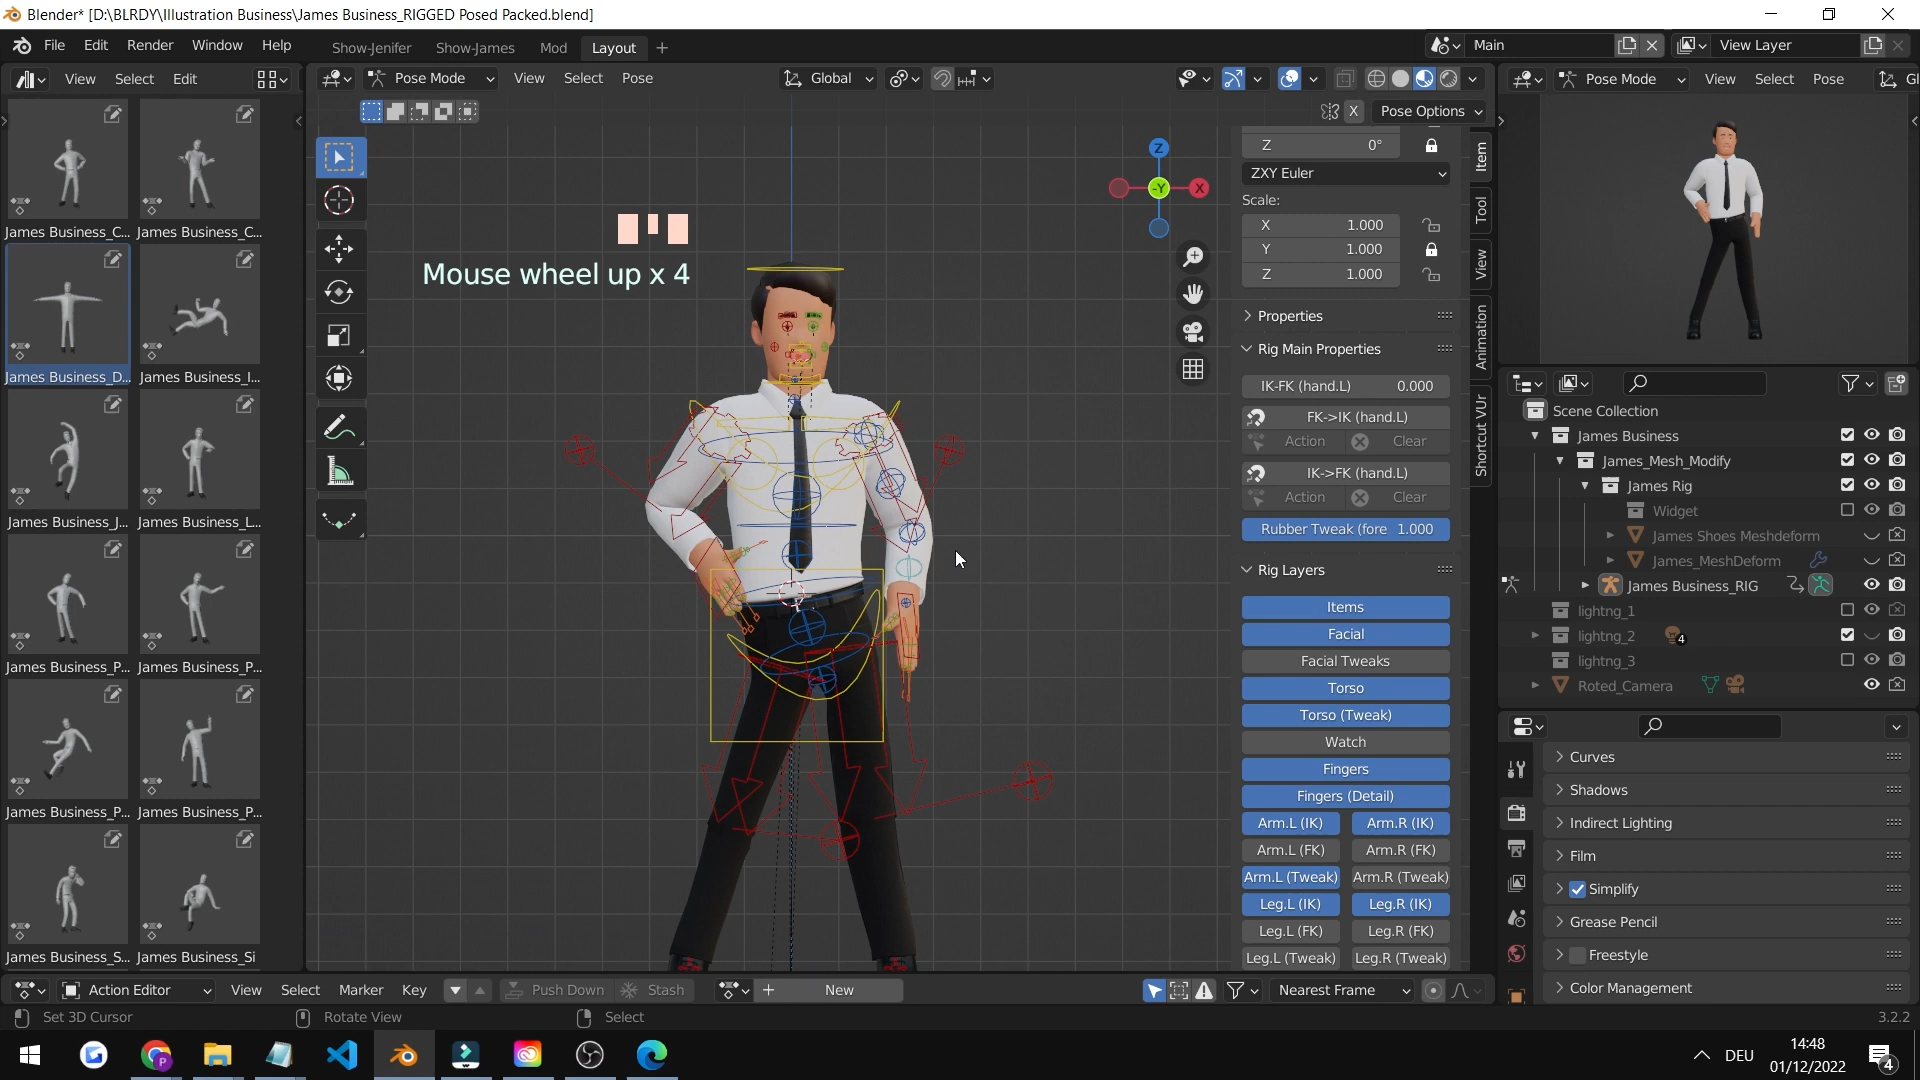 Blender* [D:\BLRDY\Illustration Business\James Business_RIGGED Posed Packed.blend]
File Edit Render Window Help
Show-Jenifer Show-James Mod Layout
Main
View Layer
View Select Edit
Pose Mode View Select Pose
Global
Pose Mode View Select Pose Gl
X Pose Options
James Business_C... James Business_C...
James Business_D... James Business_I...
James Business_J... James Business_L...
James Business_P... James Business_P...
James Business_P... James Business_P...
James Business_S... James Business_Si
Mouse wheel up x 4
Z
-Y
X
Z 0°
ZXY Euler
Scale:
X 1.000
Y 1.000
Z 1.000
Properties
Rig Main Properties
IK-FK (hand.L) 0.000
FK->IK (hand.L)
Action Clear
IK->FK (hand.L)
Action Clear
Rubber Tweak (fore 1.000
Rig Layers
Items
Facial
Facial Tweaks
Torso
Torso (Tweak)
Watch
Fingers
Fingers (Detail)
Arm.L (IK) Arm.R (IK)
Arm.L (FK) Arm.R (FK)
Arm.L (Tweak) Arm.R (Tweak)
Leg.L (IK) Leg.R (IK)
Leg.L (FK) Leg.R (FK)
Leg.L (Tweak) Leg.R (Tweak)
Item
Tool
View
Animation
Shortcut VUr
Scene Collection
James Business
James_Mesh_Modify
James Rig
Widget
James Shoes Meshdeform
James_MeshDeform
James Business_RIG
lightng_1
lightng_2 4
lightng_3
Roted_Camera
Curves
Shadows
Indirect Lighting
Film
Simplify
Grease Pencil
Freestyle
Color Management
Action Editor View Select Marker Key Push Down Stash New Nearest Frame
Set 3D Cursor Rotate View Select 3.2.2
P
DEU
14:48
01/12/2022
4